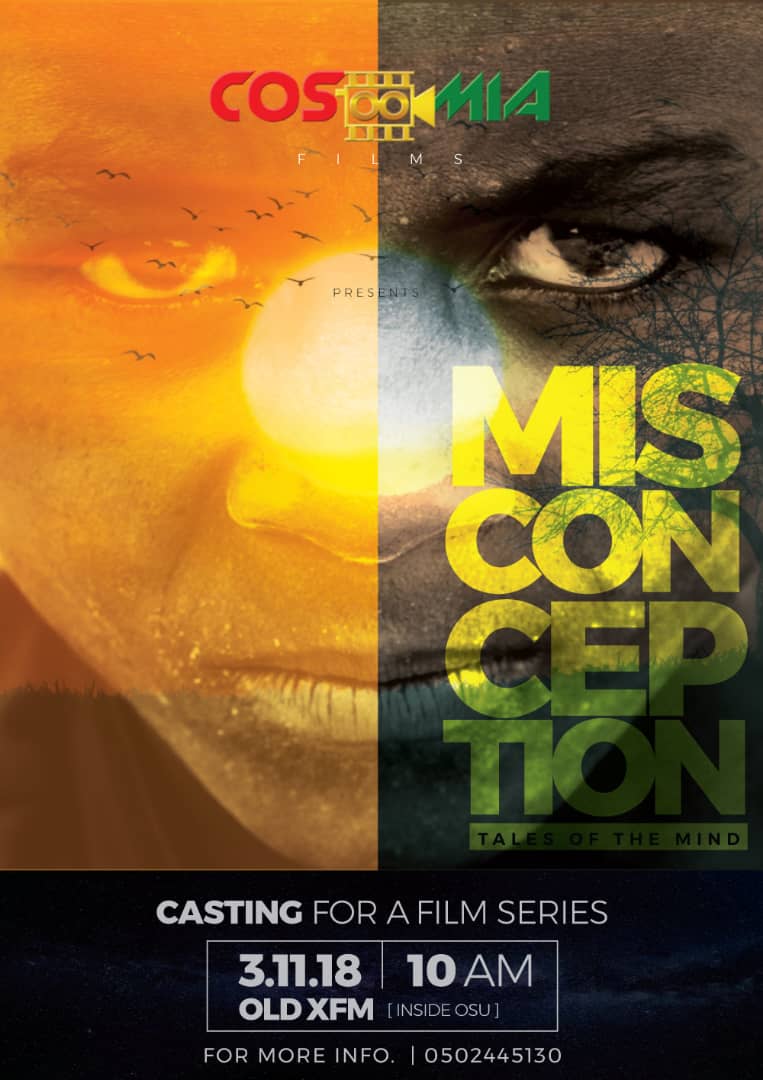 COSMIA
FILMS
PRESENTS
MIS
CON
CEP
TION
TALES OF THE MIND
CASTING FOR A FILM SERIES
3.11.18 | 10 AM
OLD XFM [ INSIDE OSU ]
FOR MORE INFO. | 0502445130